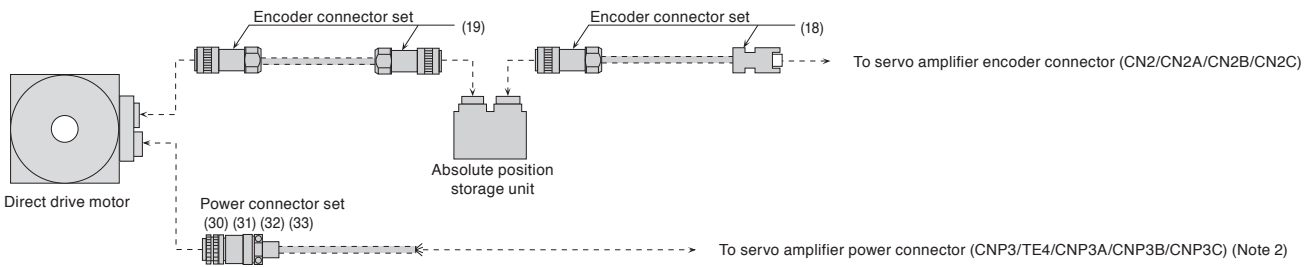 Encoder connector set
(19)
Encoder connector set
(18)
To servo amplifier encoder connector (CN2/CN2A/CN2B/CN2C)
Absolute position
storage unit
Direct drive motor
Power connector set
(30) (31) (32) (33)
To servo amplifier power connector (CNP3/TE4/CNP3A/CNP3B/CNP3C) (Note 2)